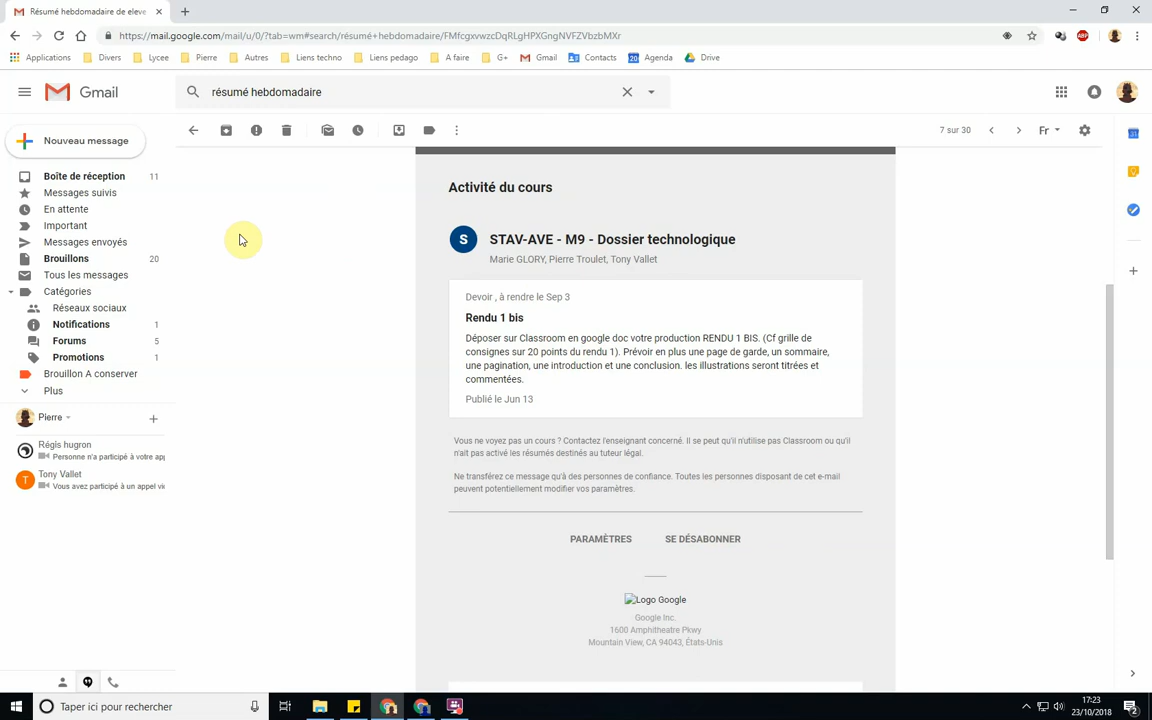 Résumé hebdomadaire de eleve
https://mail.google.com/mail/u/0/?tab=wm#search/résumé+hebdomadaire/FMfcgxvwzcDqRLgHPXGngNVFZVbzbMXr
Applications Divers Lycee Pierre Autres Liens techno Liens pedago A faire G+ Gmail Contacts Agenda Drive
Gmail
résumé hebdomadaire
Nouveau message
7 sur 30
Fr
Boîte de réception 11
Messages suivis
En attente
Important
Messages envoyés
Brouillons 20
Tous les messages
Catégories
Réseaux sociaux
Notifications 1
Forums 5
Promotions 1
Brouillon A conserver
Plus
Pierre
Régis hugron
Personne n'a participé à votre app
Tony Vallet
Vous avez participé à un appel vi
Activité du cours
S
STAV-AVE - M9 - Dossier technologique
Marie GLORY, Pierre Troulet, Tony Vallet
Devoir , à rendre le Sep 3
Rendu 1 bis
Déposer sur Classroom en google doc votre production RENDU 1 BIS. (Cf grille de
consignes sur 20 points du rendu 1). Prévoir en plus une page de garde, un sommaire,
une pagination, une introduction et une conclusion. les illustrations seront titrées et
commentées.
Publié le Jun 13
Vous ne voyez pas un cours ? Contactez l'enseignant concerné. Il se peut qu'il n'utilise pas Classroom ou qu'il
n'ait pas activé les résumés destinés au tuteur légal.
Ne transférez ce message qu'à des personnes de confiance. Toutes les personnes disposant de cet e-mail
peuvent potentiellement modifier vos paramètres.
PARAMÈTRES SE DÉSABONNER
Logo Google
Google Inc.
1600 Amphitheatre Pkwy
Mountain View, CA 94043, États-Unis
Taper ici pour rechercher
17:23
23/10/2018